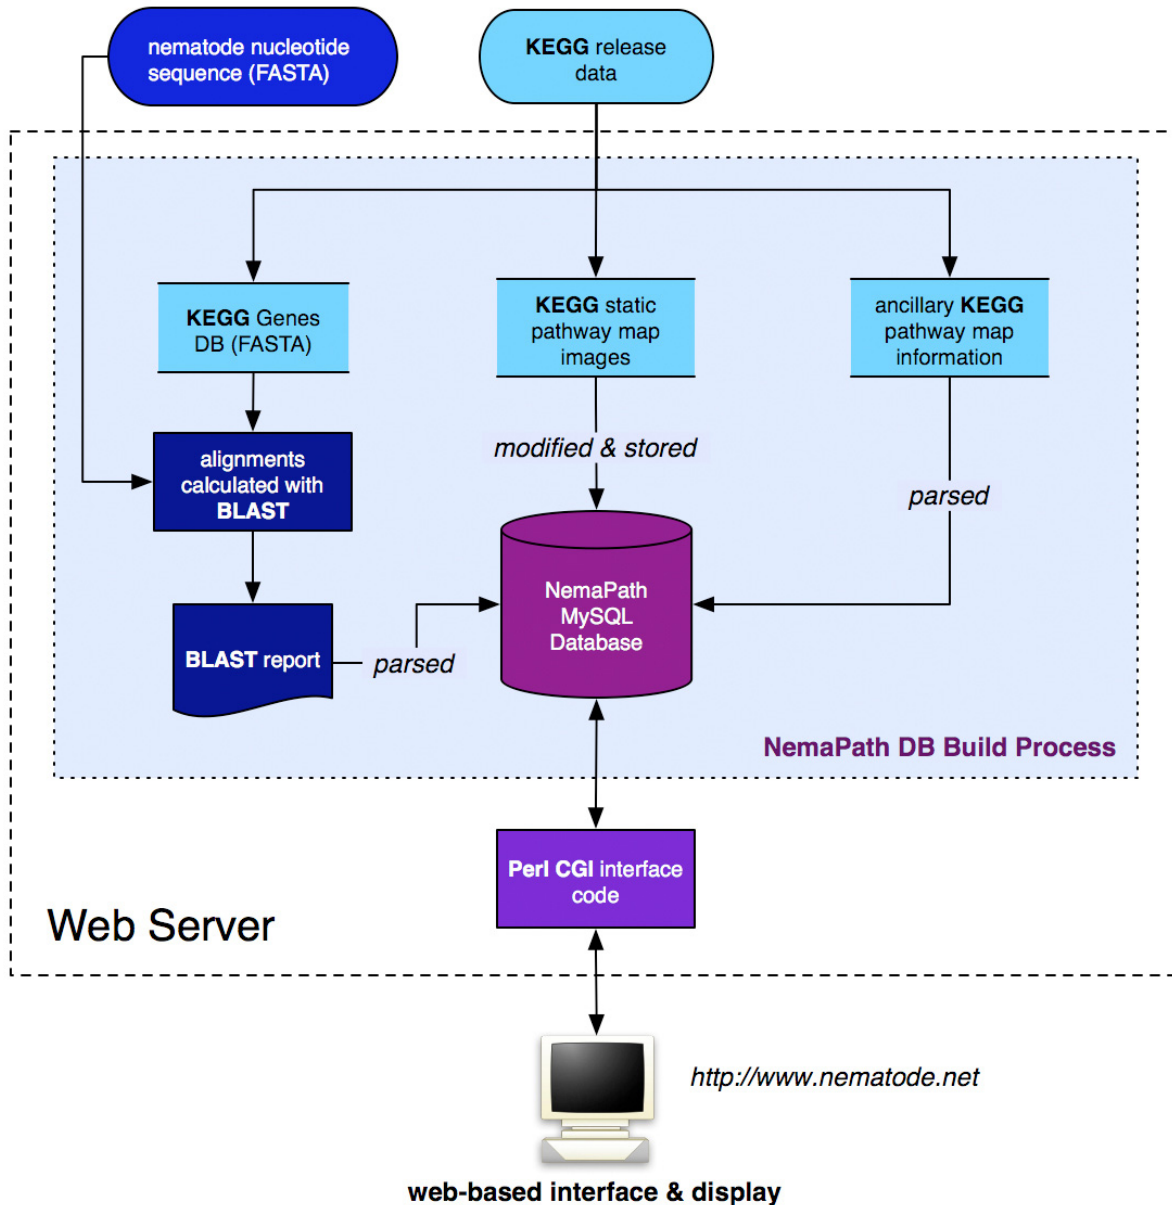 nematode nucleotide
sequence (FASTA)
KEGG release
data
KEGG Genes
DB (FASTA)
KEGG static
pathway map
images
ancillary KEGG
pathway map
information
alignments
calculated with
BLAST
modified & stored
parsed
BLAST report
parsed
NemaPath
MySQL
Database
NemaPath DB Build Process
Perl CGI interface
code
Web Server
http://www.nematode.net
web-based interface & display